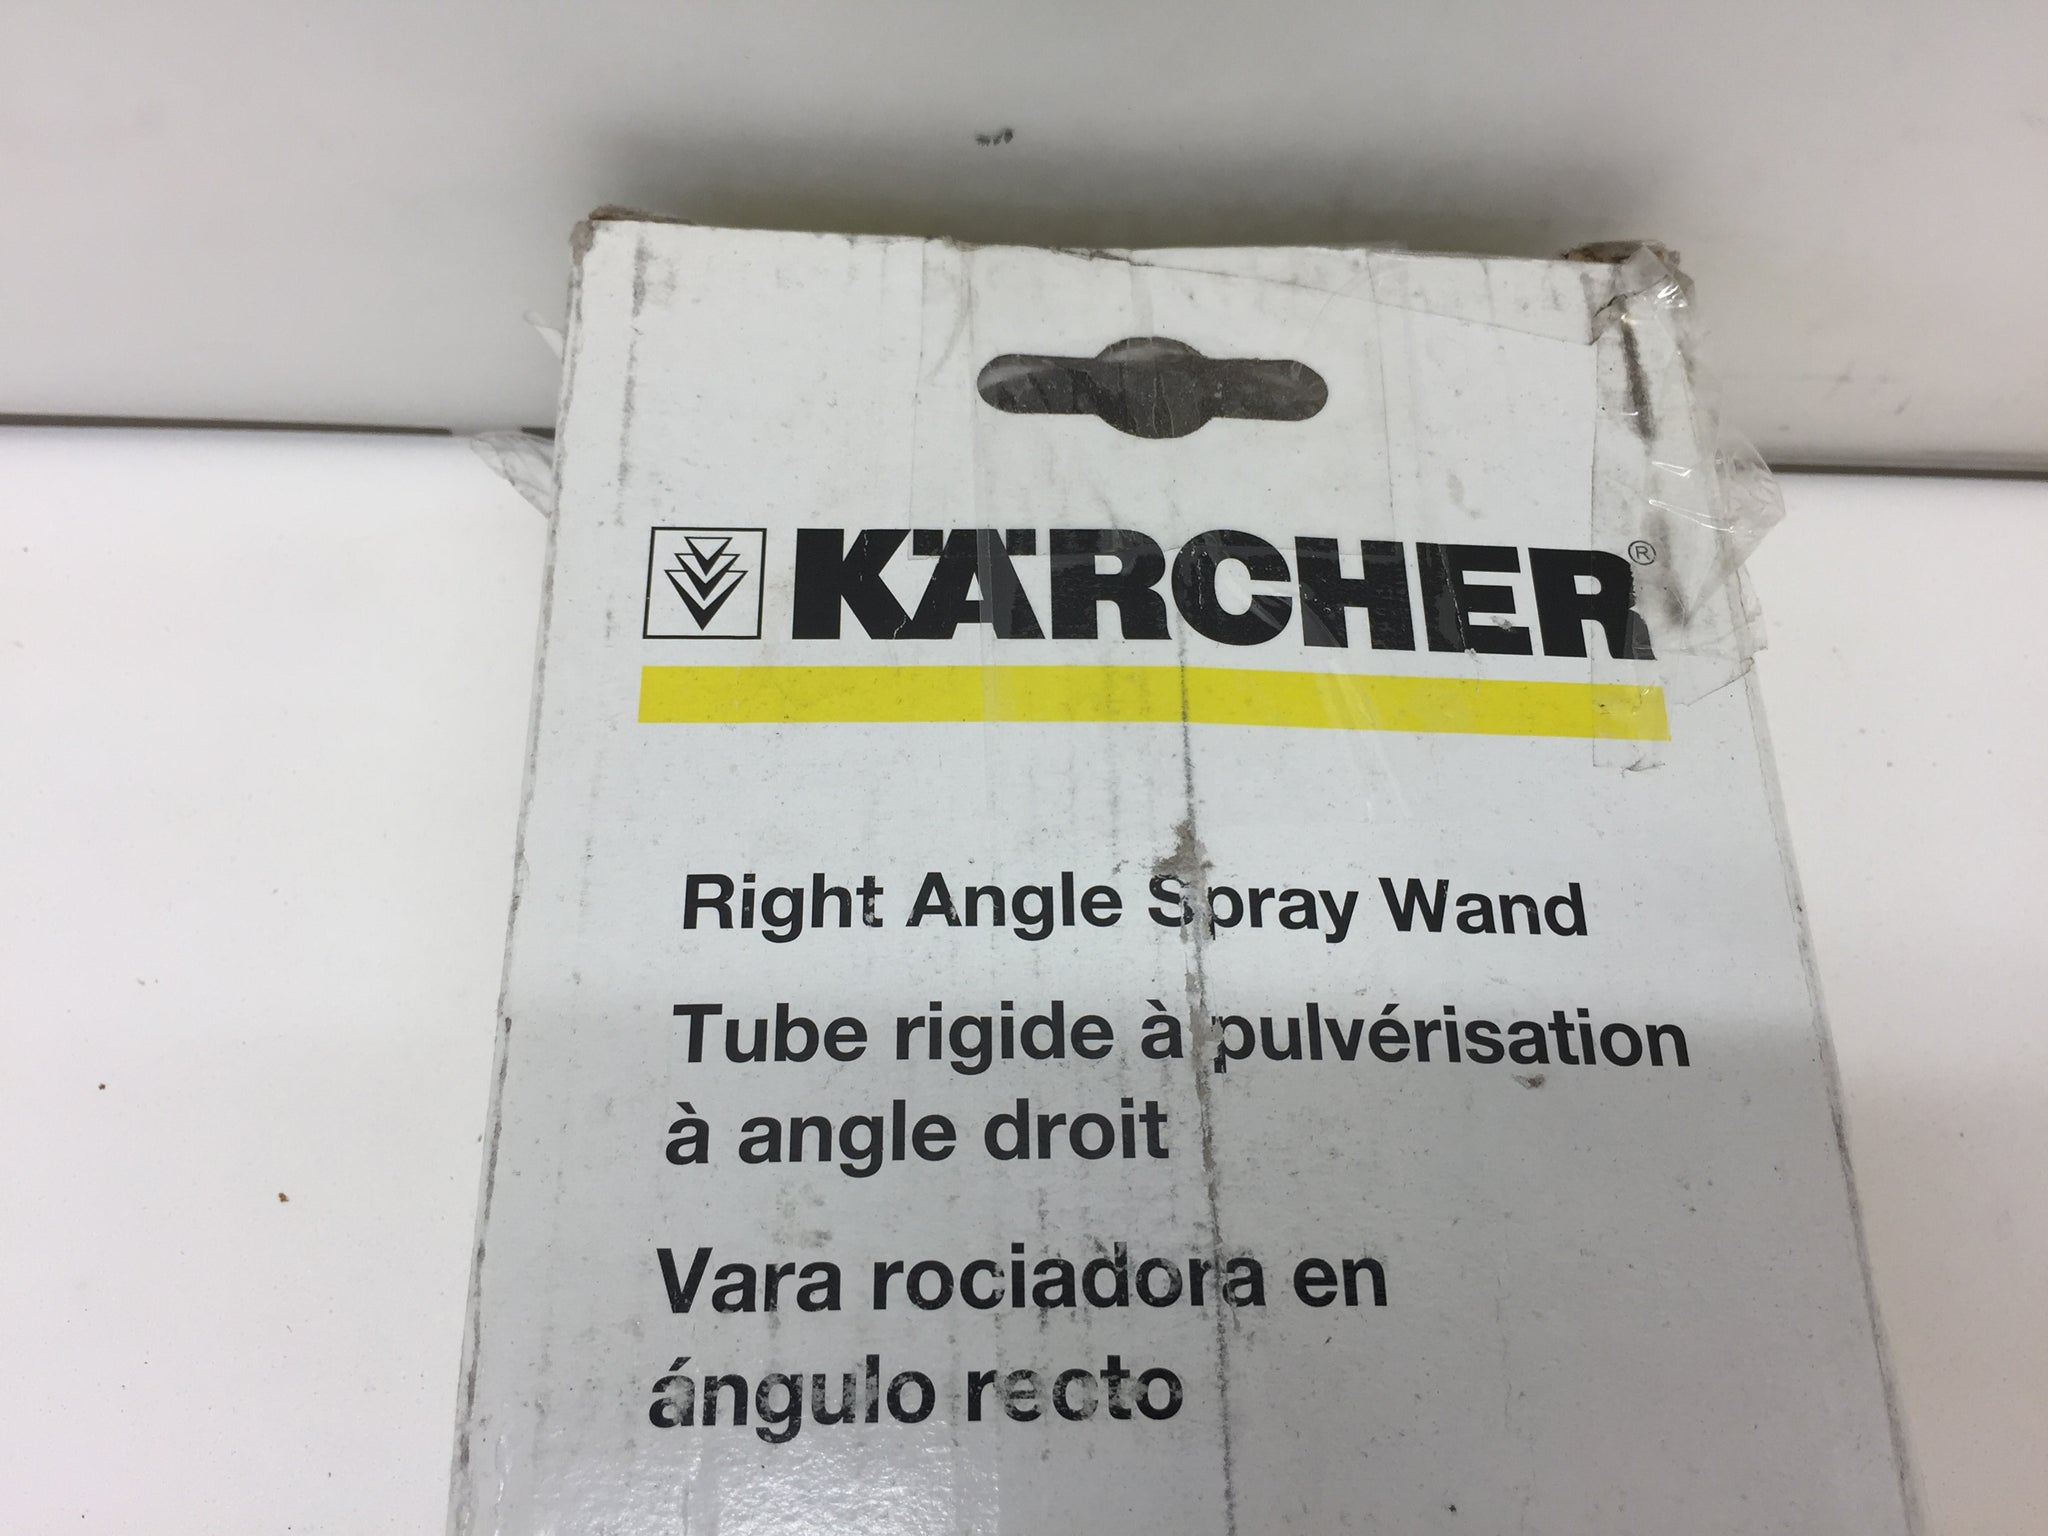 KÄRCHER®
Right Angle Spray Wand
Tube rigide à pulvérisation
à angle droit
Vara rociadora en
ángulo recto